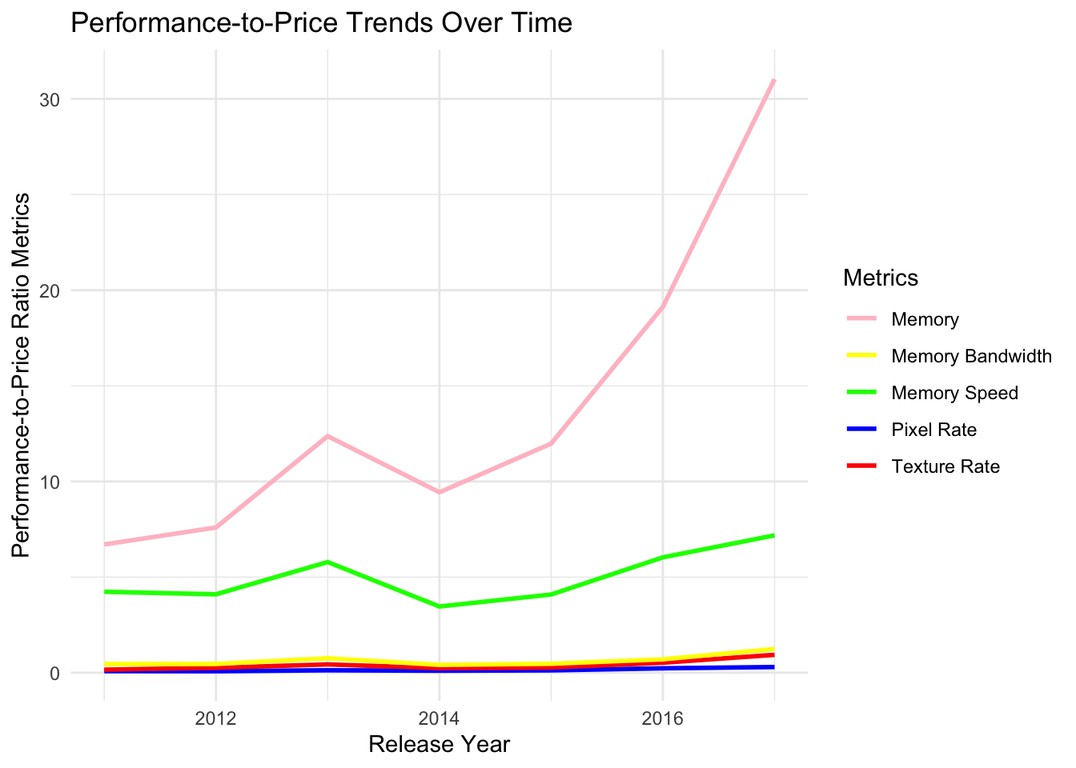 Performance-to-Price Trends Over Time
Performance-to-Price Ratio Metrics
30
20
10
0
2012
2014
2016
Release Year
Metrics
Memory
Memory Bandwidth
Memory Speed
Pixel Rate
Texture Rate